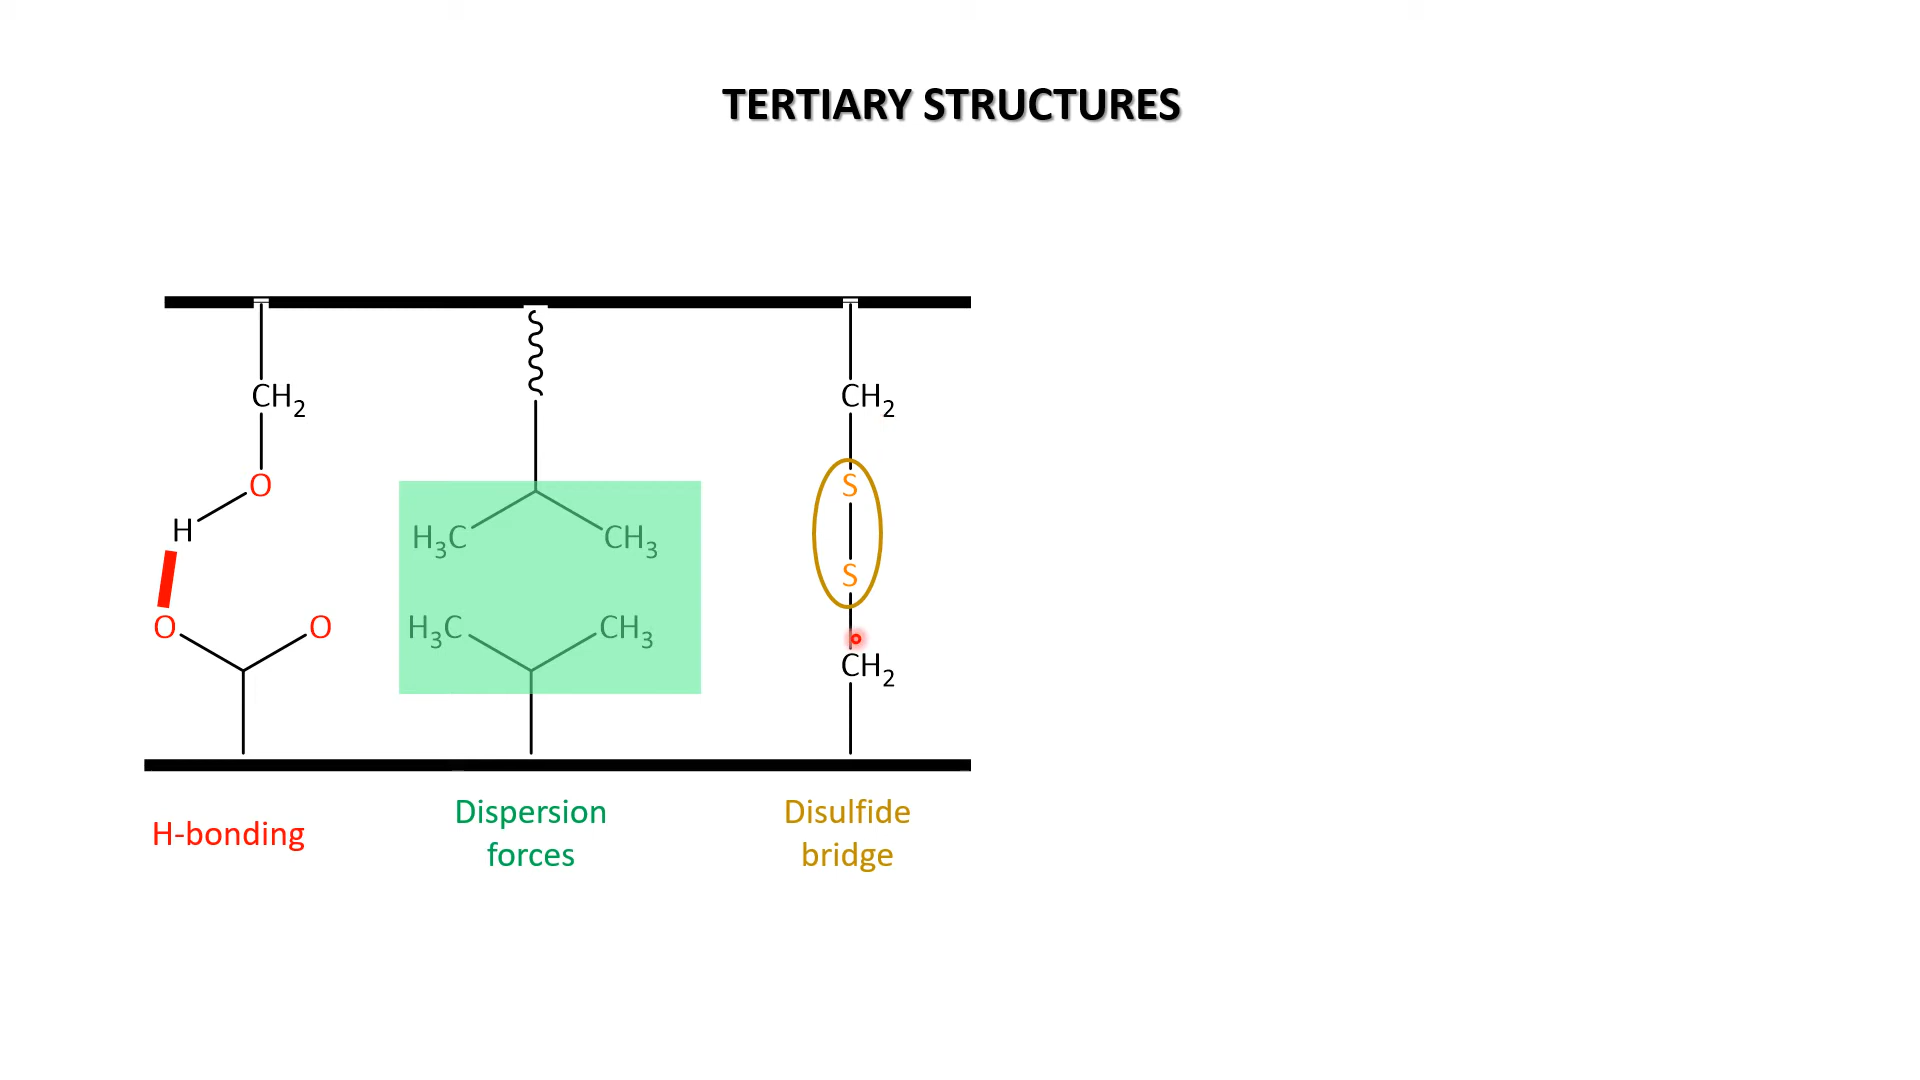 TERTIARY STRUCTURES
CH2
CH2
O
S
H
H3C
CH3
S
O
O
H3C
CH3
CH2
H-bonding
Dispersion
forces
Disulfide
bridge